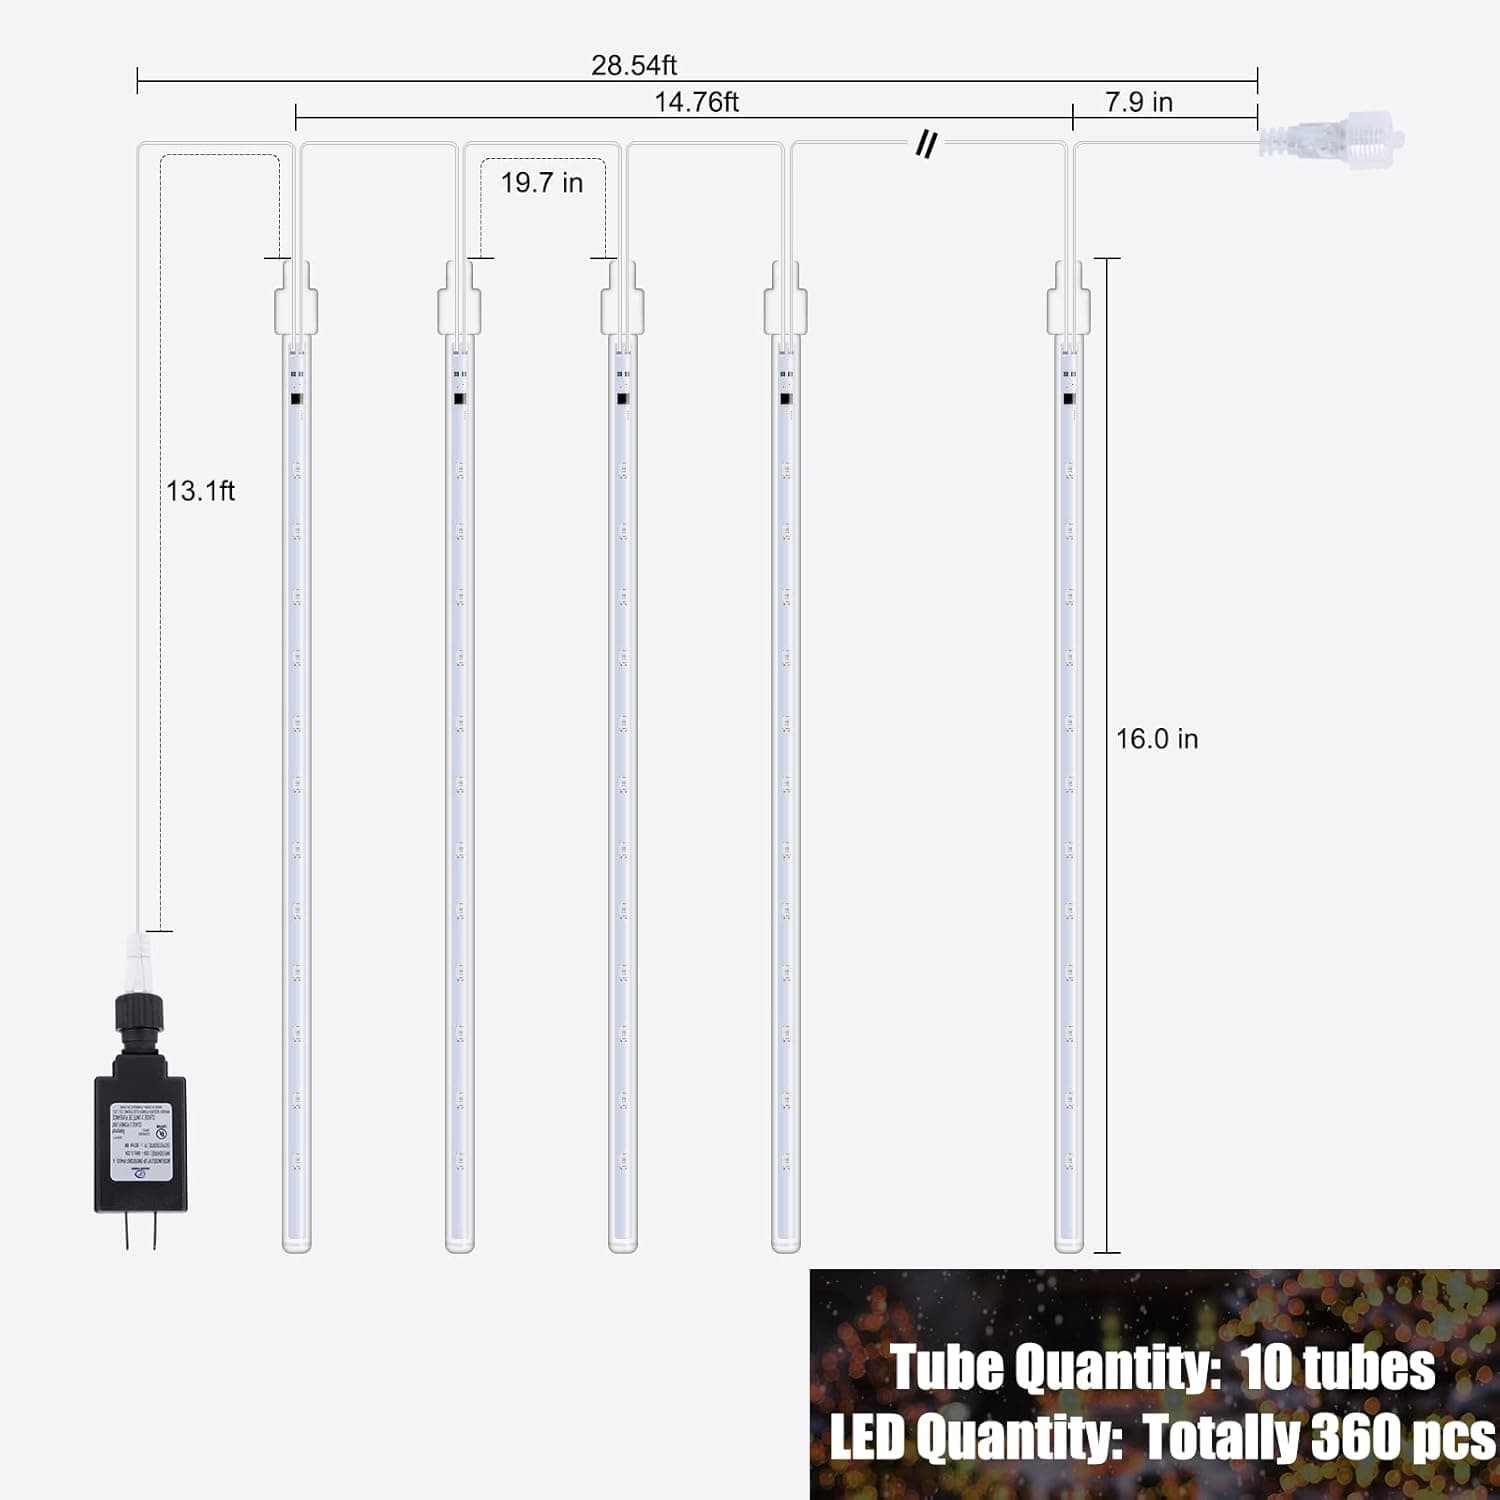 28.54ft
14.76ft
7.9 in
19.7 in
13.1ft
16.0 in
Tube Quantity: 10 tubes
LED Quantity: Totally 360 pcs